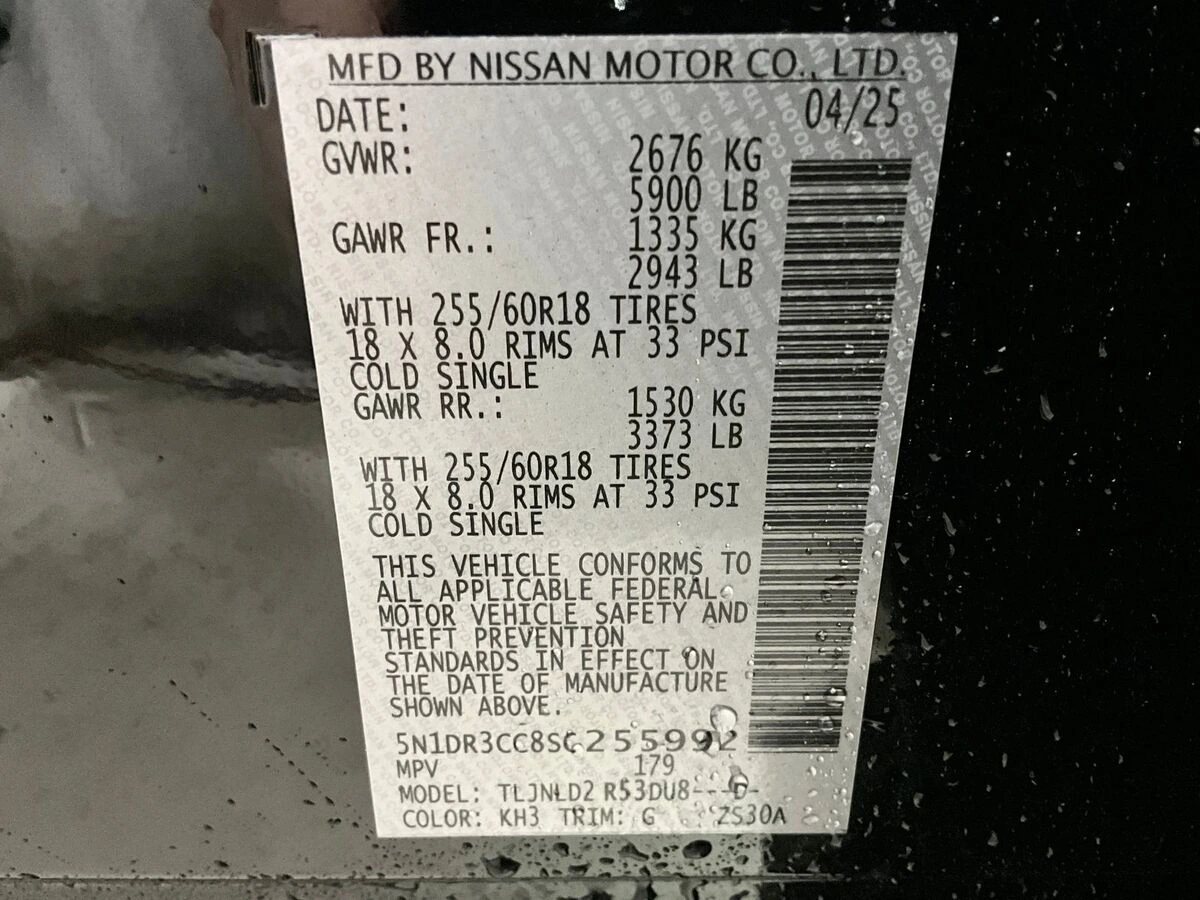 MFD BY NISSAN MOTOR CO., LTD.
DATE: 04/25
GVWR: 2676 KG
5900 LB
GAWR FR.: 1335 KG
2943 LB
WITH 255/60R18 TIRES
18 X 8.0 RIMS AT 33 PSI
COLD SINGLE
GAWR RR.: 1530 KG
3373 LB
WITH 255/60R18 TIRES
18 X 8.0 RIMS AT 33 PSI
COLD SINGLE
THIS VEHICLE CONFORMS TO
ALL APPLICABLE FEDERAL
MOTOR VEHICLE SAFETY AND
THEFT PREVENTION
STANDARDS IN EFFECT ON
THE DATE OF MANUFACTURE
SHOWN ABOVE.
5N1DR3CC8SC255992
MPV 179
MODEL: TLJNLD2 R53DU8---D-
COLOR: KH3 TRIM: G ZS30A